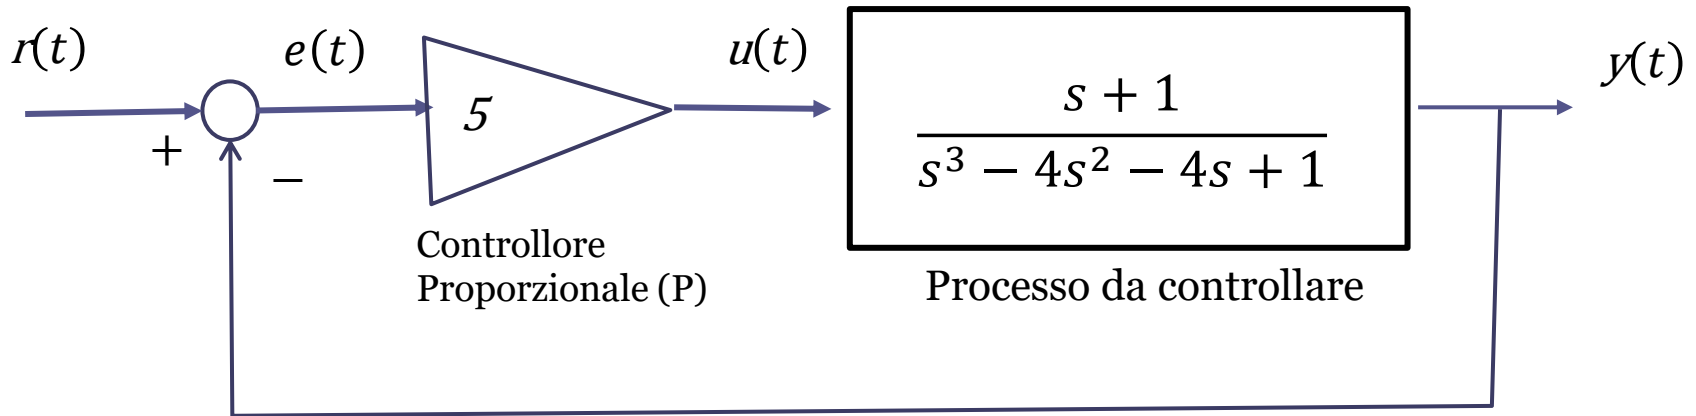 r(t)
e(t)
u(t)
y(t)
+
−
5
s + 1
s³ − 4s² − 4s + 1
Controllore
Proporzionale (P)
Processo da controllare